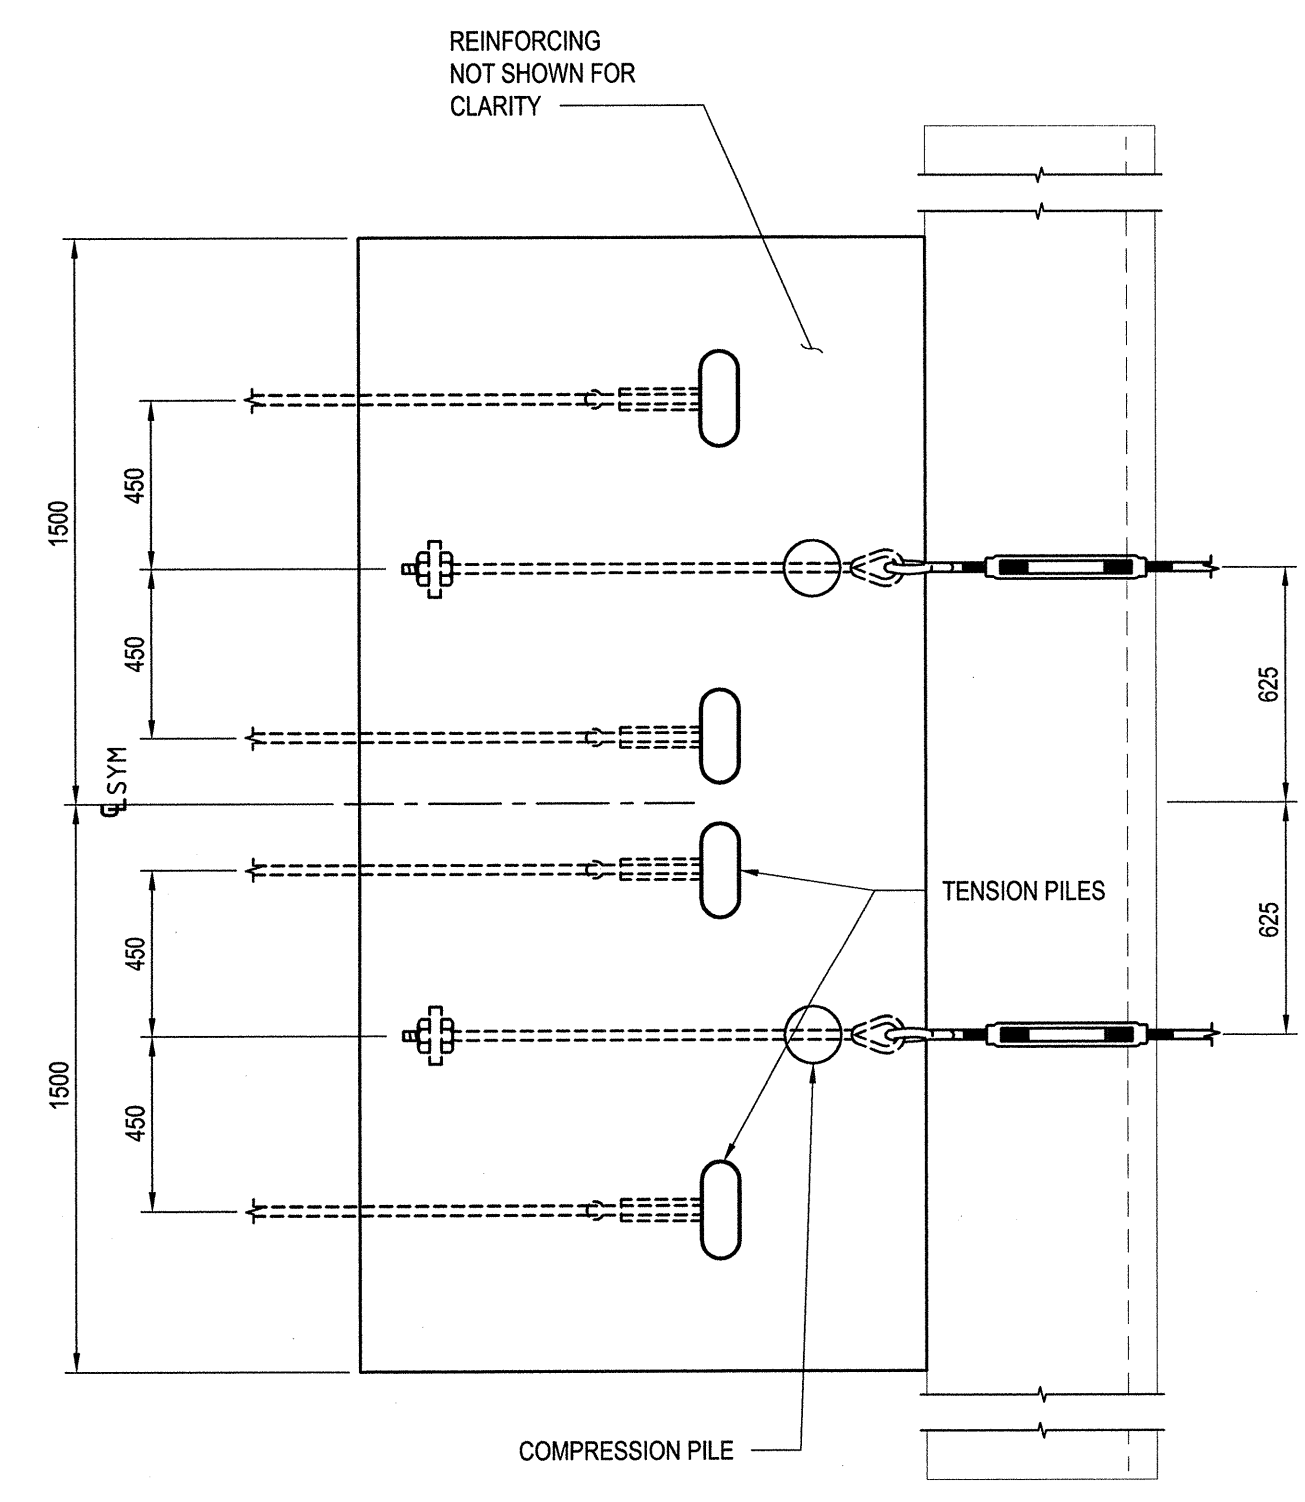 REINFORCING
NOT SHOWN FOR
CLARITY
450
1500
450
625
℄ SYM
TENSION PILES
625
450
1500
450
COMPRESSION PILE